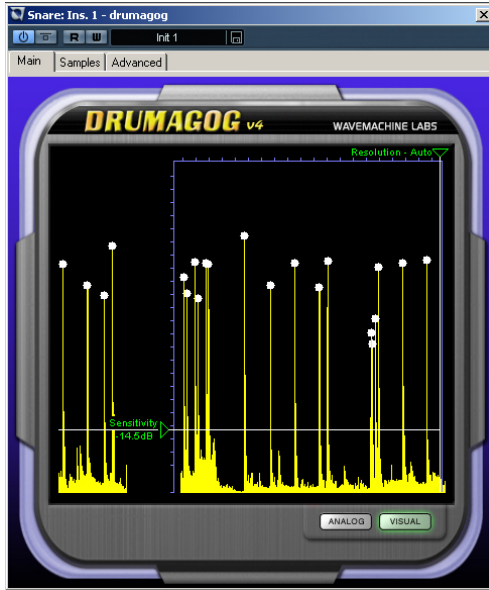 Snare: Ins. 1 - drumagog
R W Init 1
Main Samples Advanced
DRUMAGOG v4 WAVEMACHINE LABS
Resolution - Auto
Sensitivity
-14.5dB
ANALOG VISUAL